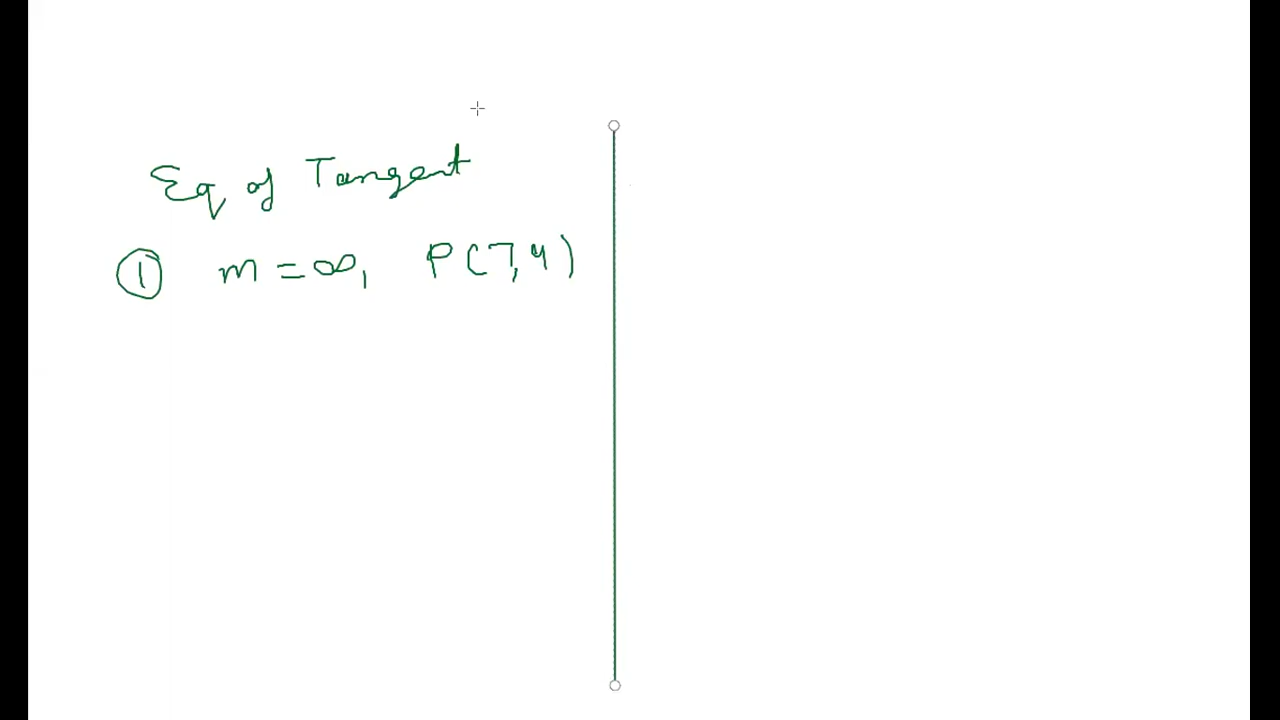 Eq of Tangent
① m = ∞, P(7,4)